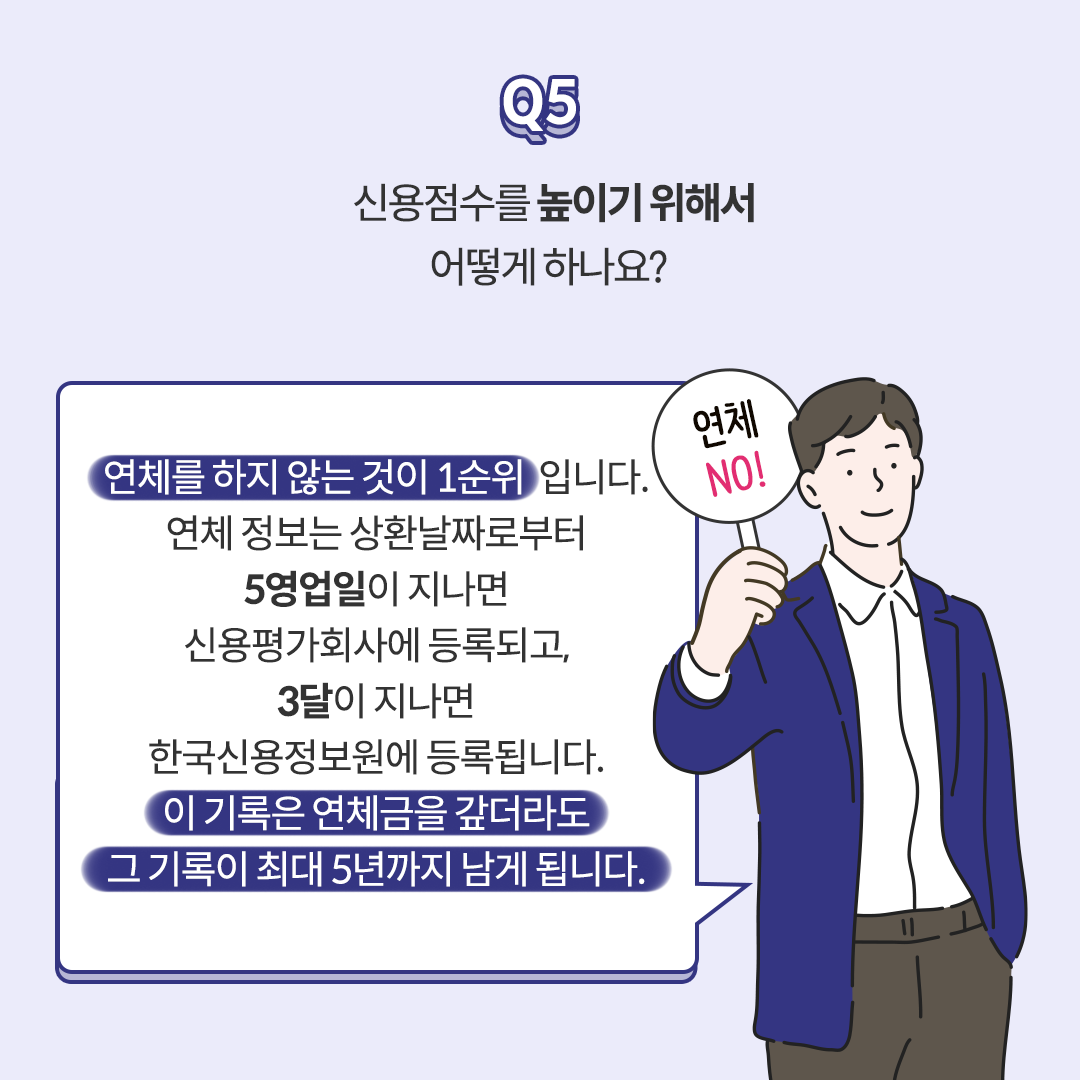 Q5
신용점수를 높이기 위해서
어떻게 하나요?
연체
NO!
연체를 하지 않는 것이 1순위 입니다.
연체 정보는 상환날짜로부터
5영업일이 지나면
신용평가회사에 등록되고,
3달이 지나면
한국신용정보원에 등록됩니다.
이 기록은 연체금을 갚더라도
그 기록이 최대 5년까지 남게 됩니다.